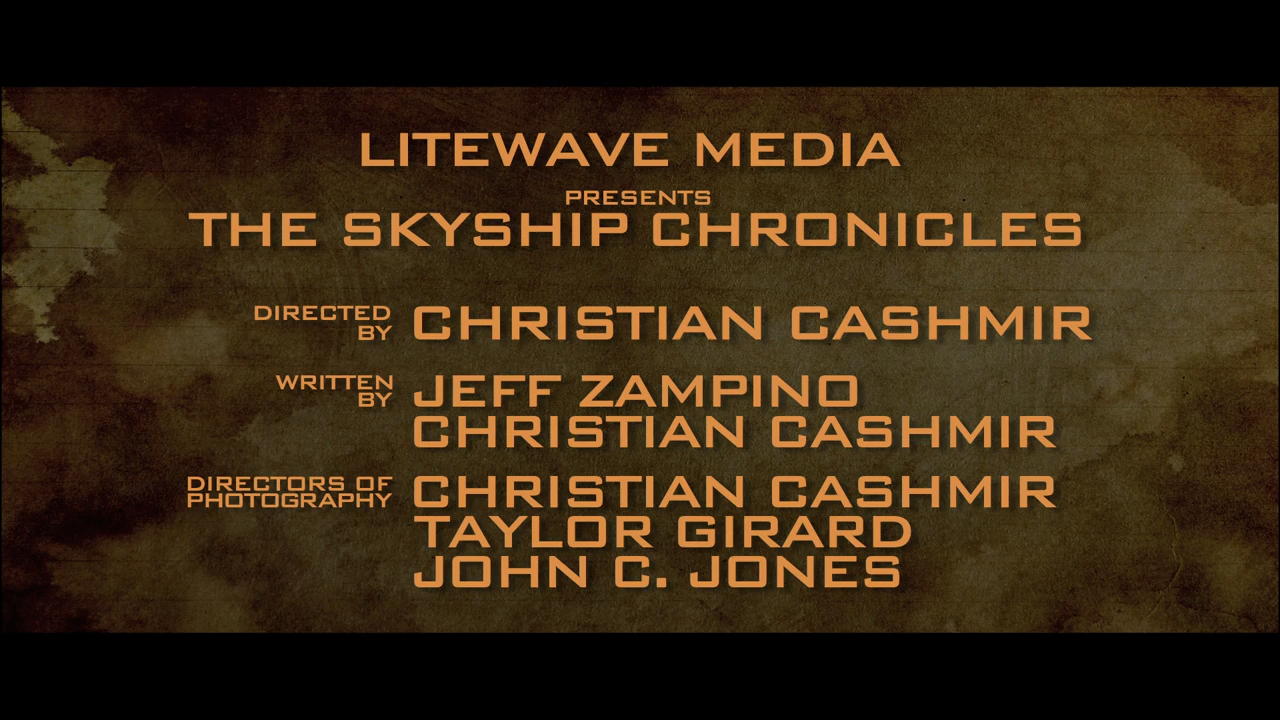 LITEWAVE MEDIA
PRESENTS
THE SKYSHIP CHRONICLES
DIRECTED
BY
CHRISTIAN CASHMIR
WRITTEN
BY
JEFF ZAMPINO
CHRISTIAN CASHMIR
DIRECTORS OF
PHOTOGRAPHY
CHRISTIAN CASHMIR
TAYLOR GIRARD
JOHN C. JONES